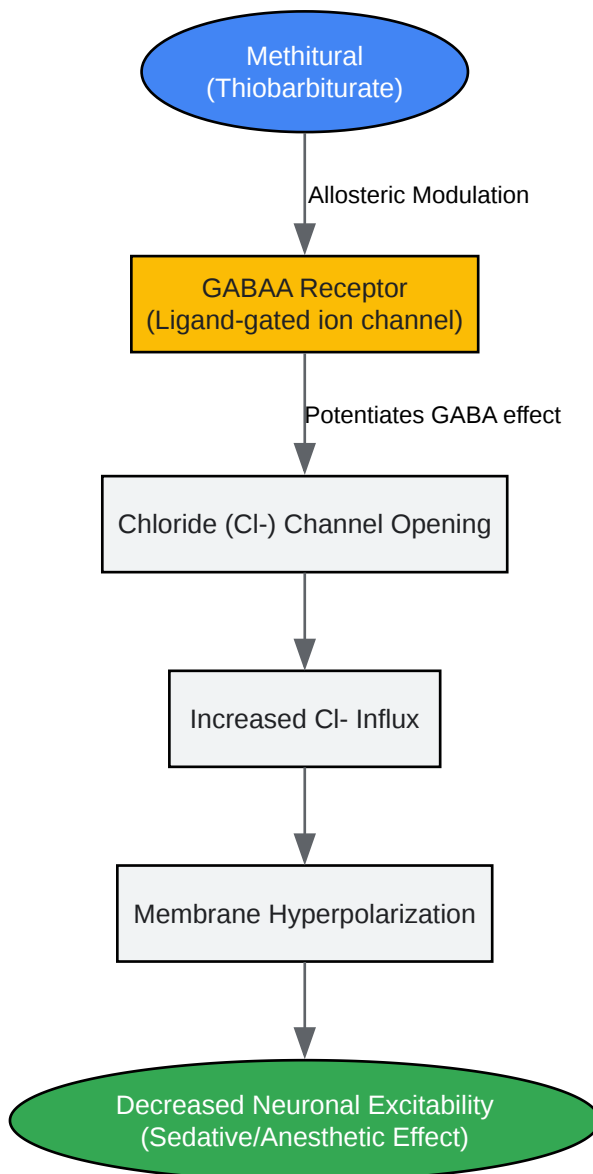 Methitural
(Thiobarbiturate)
Allosteric Modulation
GABAA Receptor
(Ligand-gated ion channel)
Potentiates GABA effect
Chloride (Cl-) Channel Opening
Increased Cl- Influx
Membrane Hyperpolarization
Decreased Neuronal Excitability
(Sedative/Anesthetic Effect)